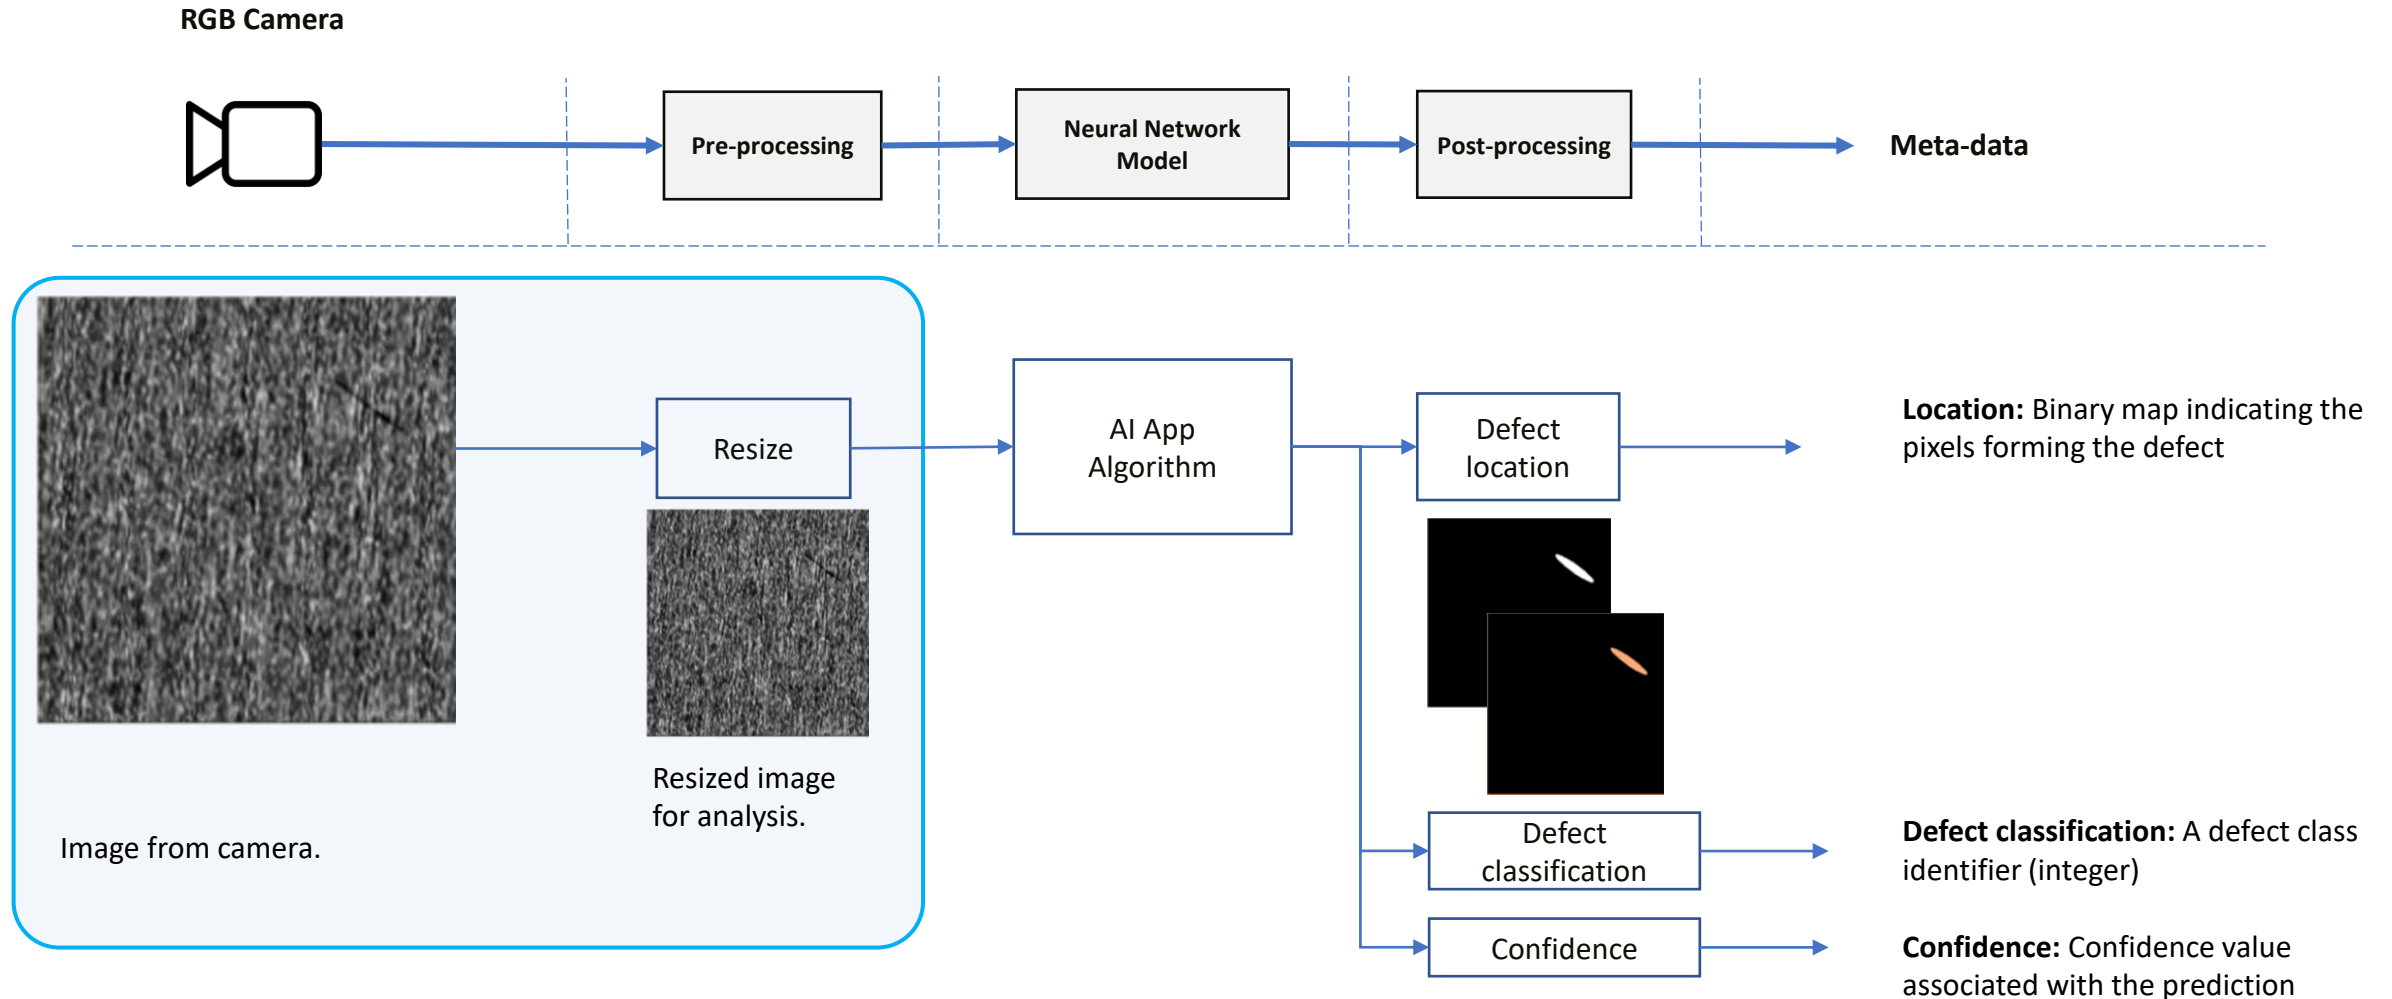 RGB Camera
Pre-processing
Neural Network
Model
Post-processing
Meta-data
Resize
AI App
Algorithm
Defect
location
Location: Binary map indicating the
pixels forming the defect
Resized image
for analysis.
Image from camera.
Defect
classification
Defect classification: A defect class
identifier (integer)
Confidence
Confidence: Confidence value
associated with the prediction